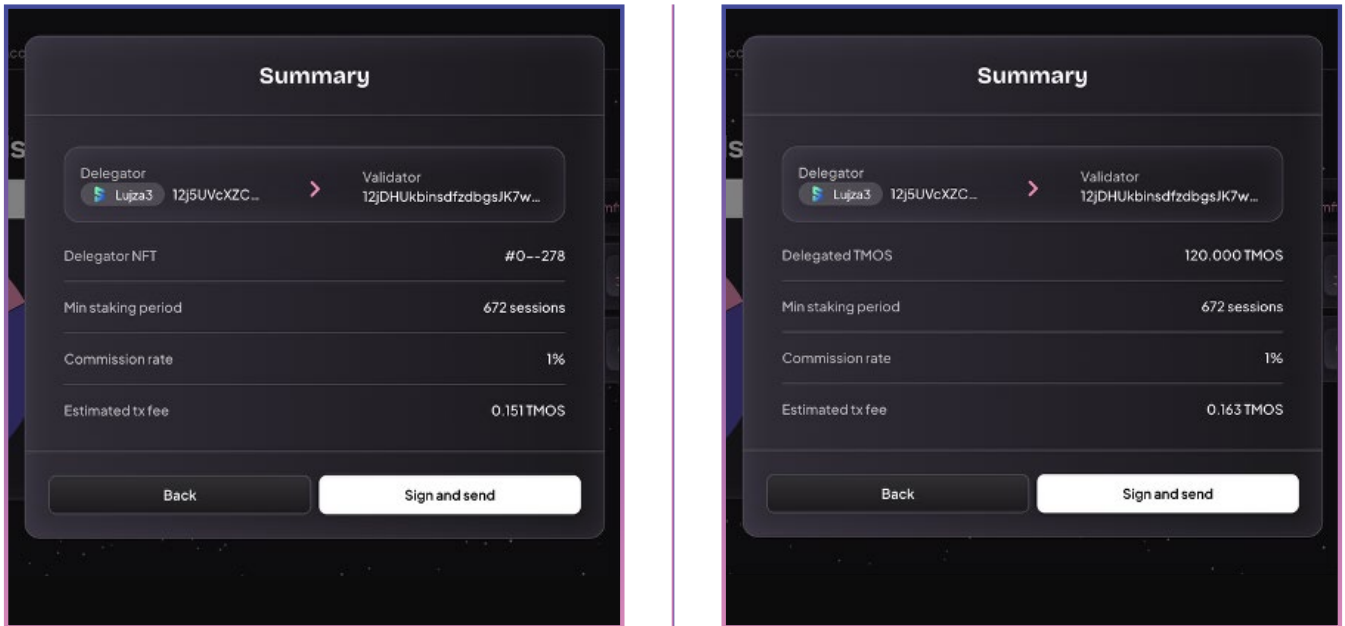 Summary
Delegator
Lujza3 12j5UVcXZC...
Validator
12jDHUkbinsdfzdbgsJK7w...
Delegator NFT #0--278
Min staking period 672 sessions
Commission rate 1%
Estimated tx fee 0.151 TMOS
Back Sign and send
Summary
Delegator
Lujza3 12j5UVcXZC...
Validator
12jDHUkbinsdfzdbgsJK7w...
Delegated TMOS 120.000 TMOS
Min staking period 672 sessions
Commission rate 1%
Estimated tx fee 0.163 TMOS
Back Sign and send